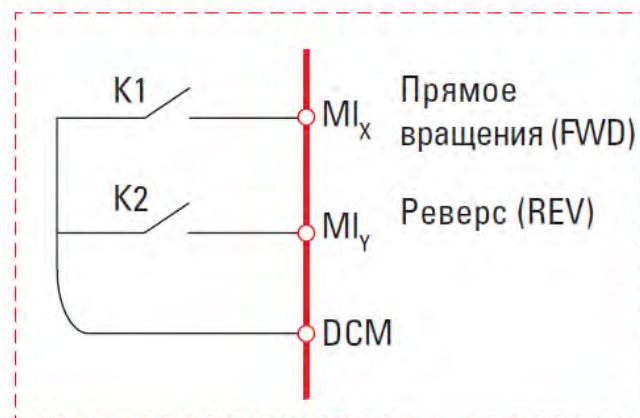 K1
MIX
Прямое
вращения (FWD)
K2
MIY
Реверс (REV)
DCM